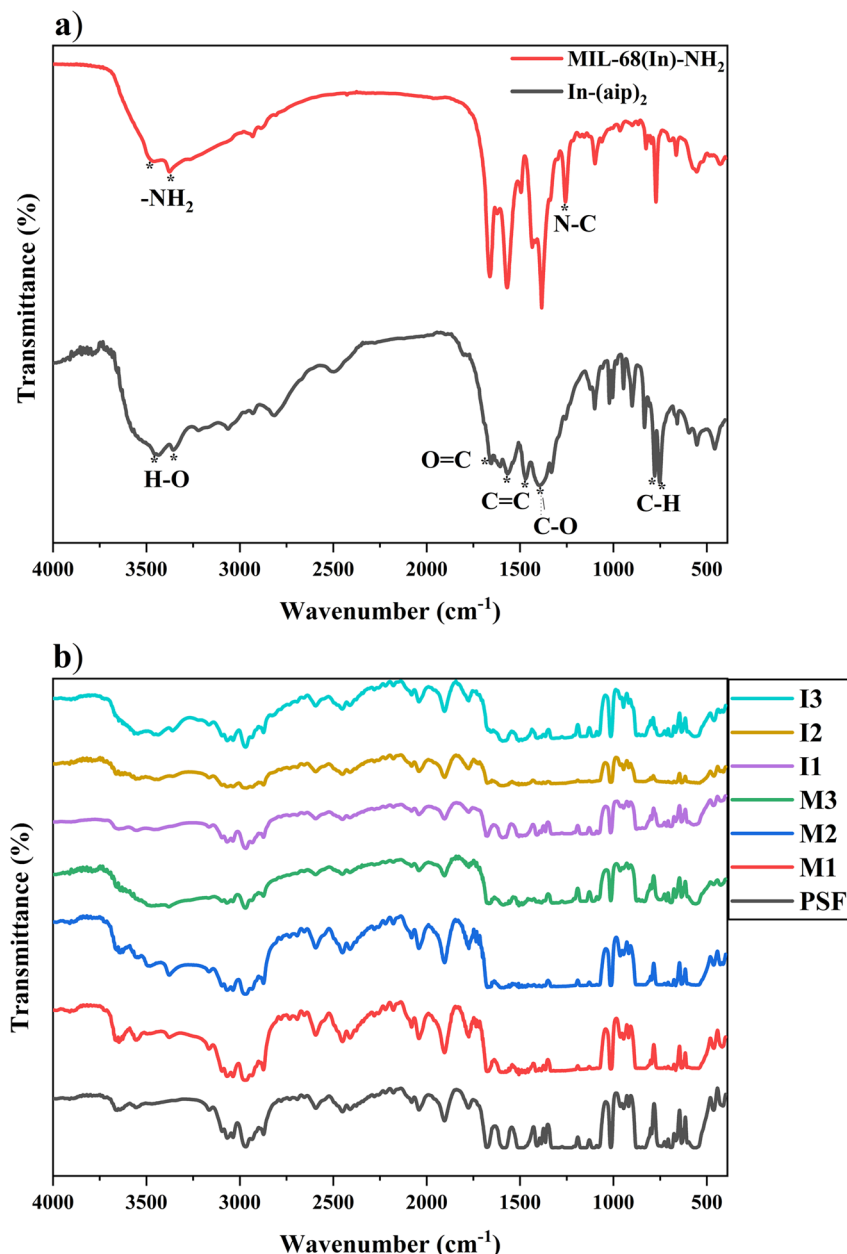 a)
MIL-68(In)-NH₂
In-(aip)₂
-NH₂
N-C
H-O
O=C
C=C
C-O
C-H
Transmittance (%)
4000 3500 3000 2500 2000 1500 1000 500
Wavenumber (cm⁻¹)
b)
I3
I2
I1
M3
M2
M1
PSF
Transmittance (%)
4000 3500 3000 2500 2000 1500 1000 500
Wavenumber (cm⁻¹)